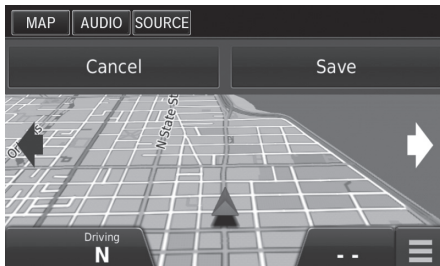 MAP AUDIO SOURCE
Cancel Save
N State St
Driving
N
- -